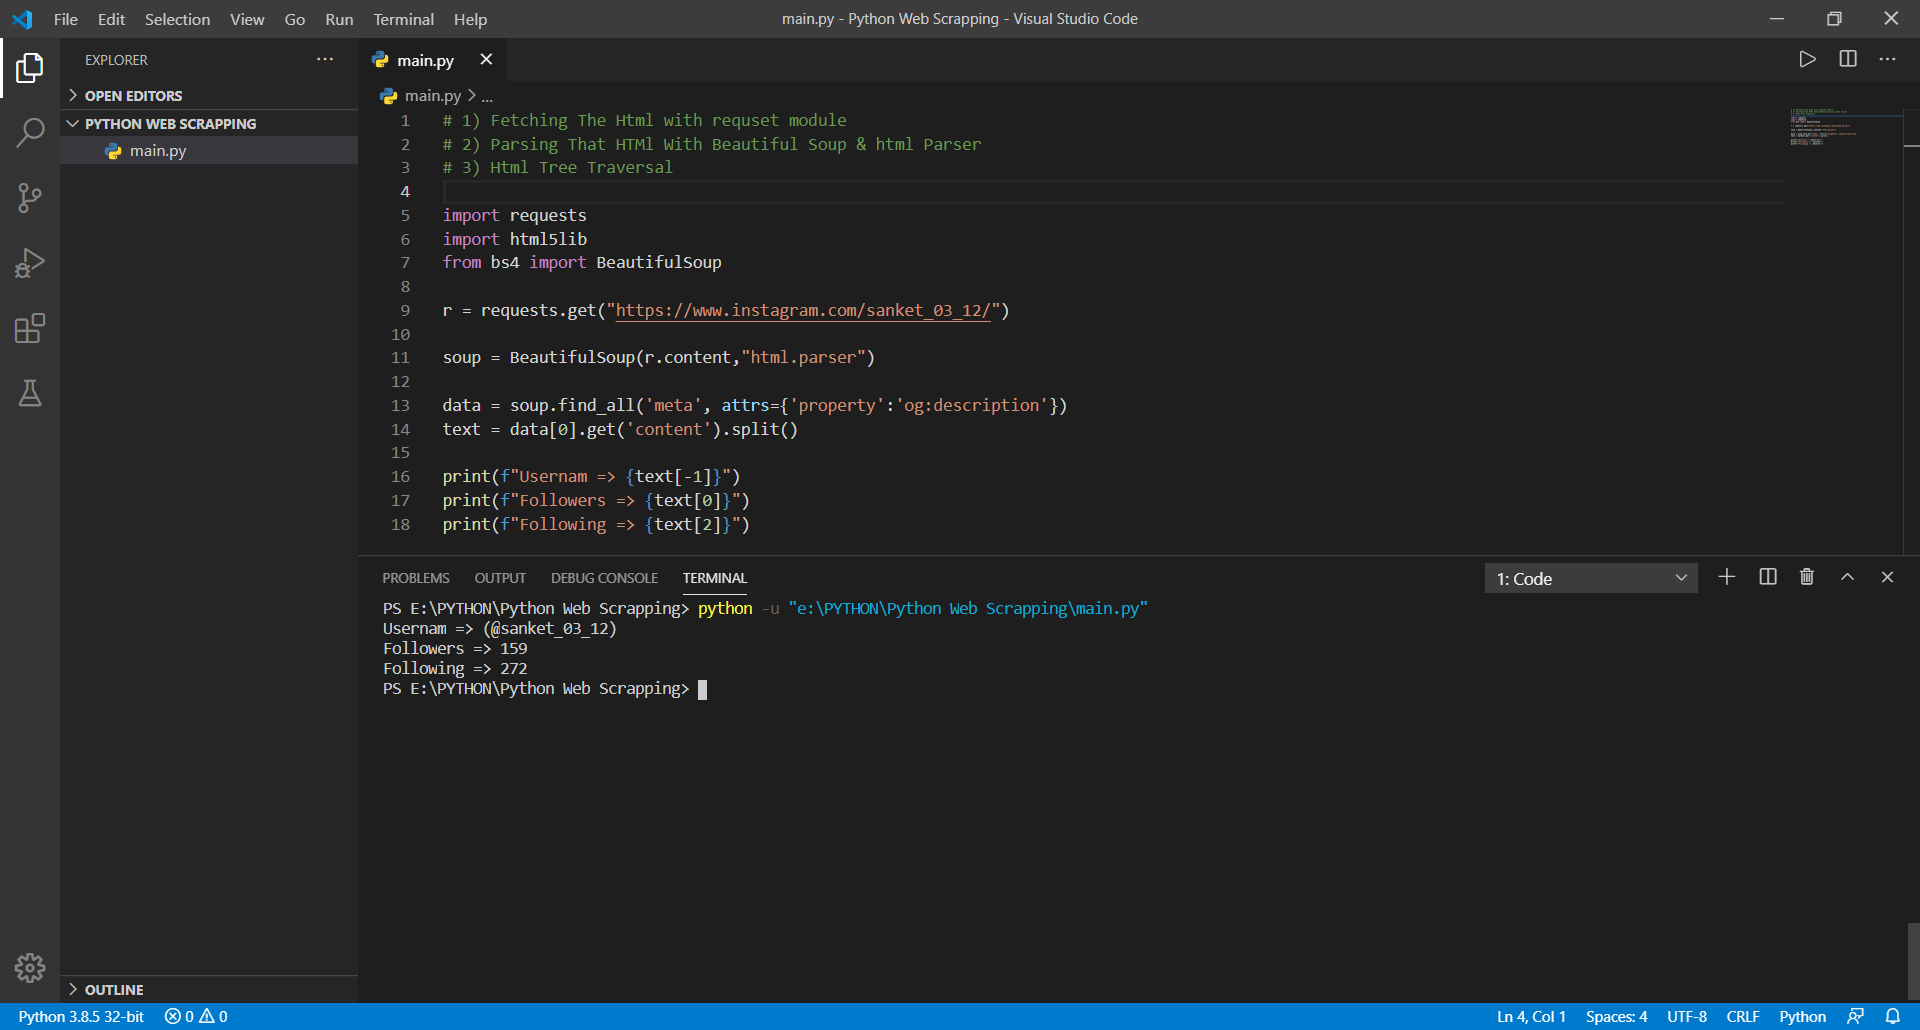 File Edit Selection View Go Run Terminal Help
main.py - Python Web Scrapping - Visual Studio Code
EXPLORER
OPEN EDITORS
PYTHON WEB SCRAPPING
main.py
OUTLINE
main.py
main.py > ...
1 # 1) Fetching The Html with requset module
2 # 2) Parsing That HTMl With Beautiful Soup & html Parser
3 # 3) Html Tree Traversal
4
5 import requests
6 import html5lib
7 from bs4 import BeautifulSoup
8
9 r = requests.get("https://www.instagram.com/sanket_03_12/")
10
11 soup = BeautifulSoup(r.content,"html.parser")
12
13 data = soup.find_all('meta', attrs={'property':'og:description'})
14 text = data[0].get('content').split()
15
16 print(f"Usernam => {text[-1]}")
17 print(f"Followers => {text[0]}")
18 print(f"Following => {text[2]}")
PROBLEMS OUTPUT DEBUG CONSOLE TERMINAL
1: Code
PS E:\PYTHON\Python Web Scrapping> python -u "e:\PYTHON\Python Web Scrapping\main.py"
Usernam => (@sanket_03_12)
Followers => 159
Following => 272
PS E:\PYTHON\Python Web Scrapping>
Python 3.8.5 32-bit 0 0
Ln 4, Col 1 Spaces: 4 UTF-8 CRLF Python